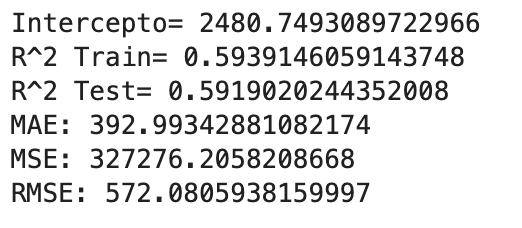 Intercepto= 2480.7493089722966
R^2 Train= 0.5939146059143748
R^2 Test= 0.5919020244352008
MAE: 392.99342881082174
MSE: 327276.2058208668
RMSE: 572.0805938159997